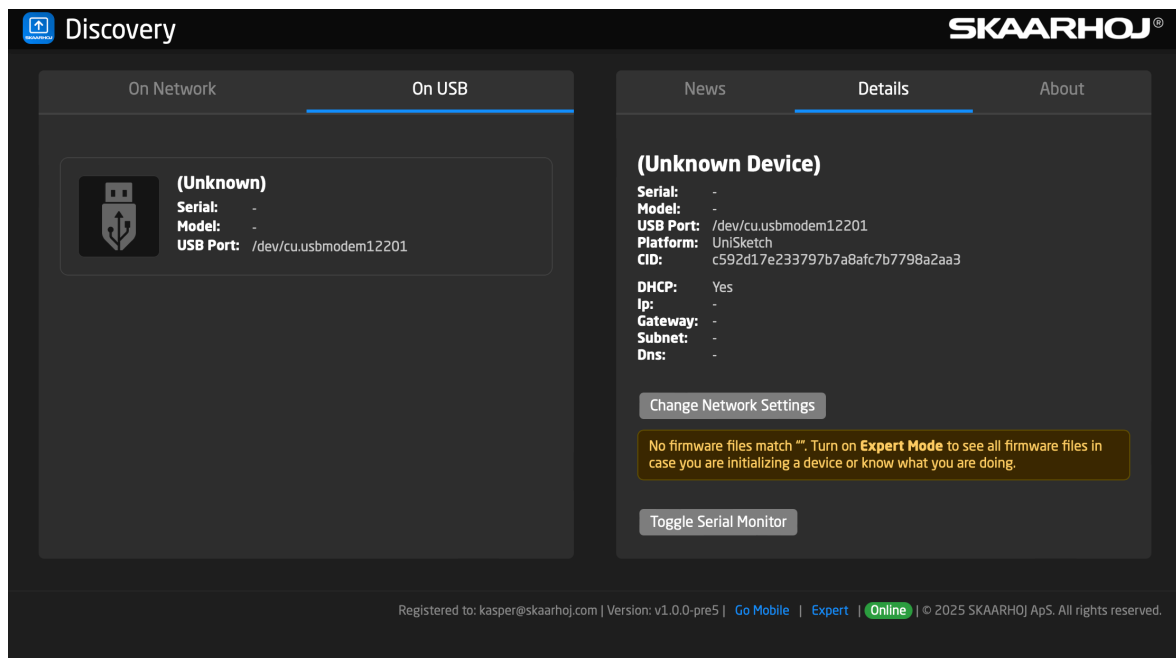 Discovery
SKAARHOJ®
On Network
On USB
(Unknown)
Serial: -
Model: -
USB Port: /dev/cu.usbmodem12201
News
Details
About
(Unknown Device)
Serial: -
Model: -
USB Port: /dev/cu.usbmodem12201
Platform: UniSketch
CID: c592d17e233797b7a8afc7b7798a2aa3
DHCP: Yes
Ip: -
Gateway: -
Subnet: -
Dns: -
Change Network Settings
No firmware files match “”. Turn on Expert Mode to see all firmware files in
case you are initializing a device or know what you are doing.
Toggle Serial Monitor
Registered to: kasper@skaarhoj.com | Version: v1.0.0-pre5 | Go Mobile | Expert | Online | © 2025 SKAARHOJ ApS. All rights reserved.